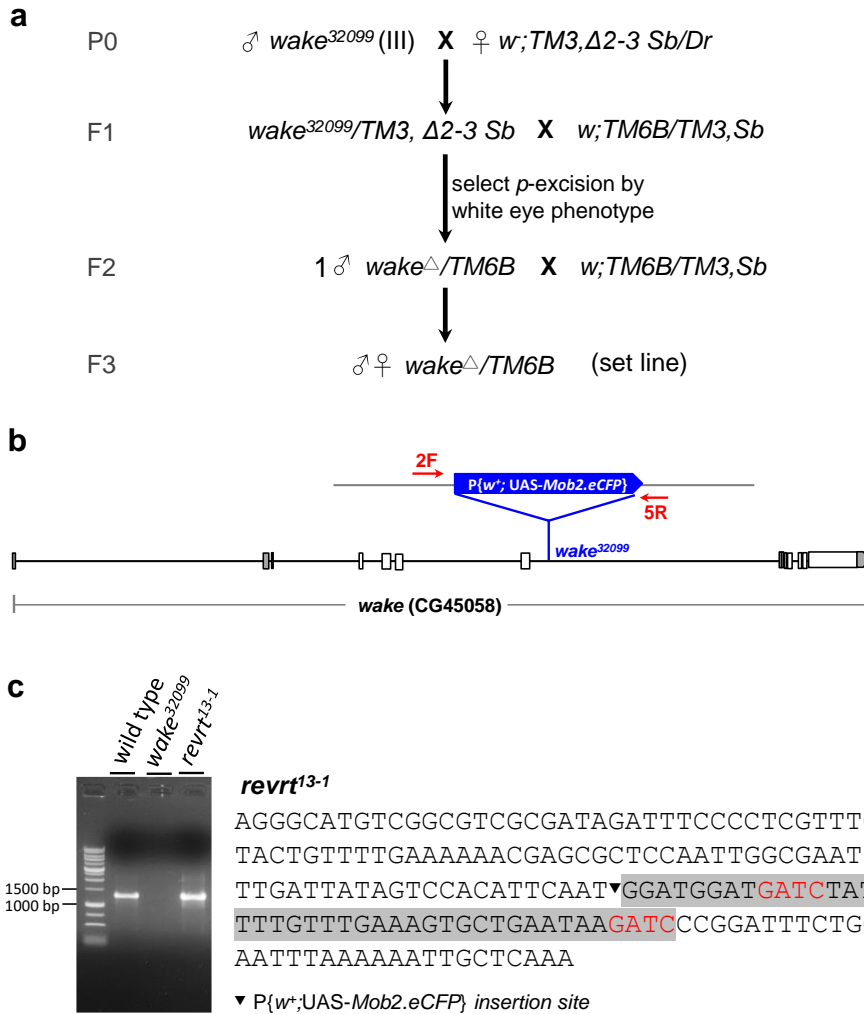 a
P0 ♂ wake³²⁰⁹⁹ (III) X ♀ w⁻;TM3,Δ2-3 Sb/Dr
F1 wake³²⁰⁹⁹/TM3, Δ2-3 Sb X w;TM6B/TM3,Sb
select p-excision by
white eye phenotype
F2 1♂ wake△/TM6B X w;TM6B/TM3,Sb
F3 ♂♀ wake△/TM6B (set line)
b
2F
P{w⁺; UAS-Mob2.eCFP}
5R
wake³²⁰⁹⁹
wake (CG45058)
c
wild type
wake³²⁰⁹⁹
revrt¹³⁻¹
1500 bp
1000 bp
revrt¹³⁻¹
AGGGCATGTCGGCGTCGCGATAGATTTCCCCTCGTTT
TACTGTTTTGAAAAAACGAGCGCTCCAATTGGCGAAT
TTGATTATAGTCCACATTCAAT▼GGATGGATGATCTAT
TTTGTTTGAAAGTGCTGAATAAGATCCCGGATTTCTG
AATTTAAAAAATTGCTCAAA
▼ P{w⁺;UAS-Mob2.eCFP} insertion site